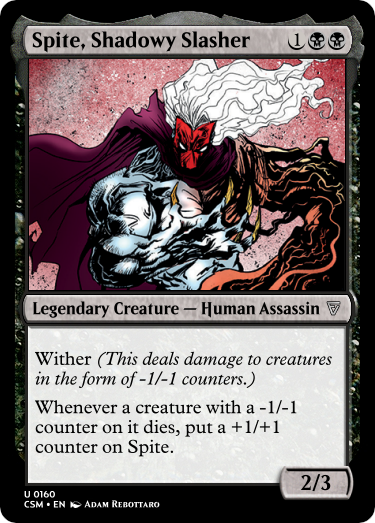 Spite, Shadowy Slasher 1
Legendary Creature — Human Assassin
Wither (This deals damage to creatures
in the form of -1/-1 counters.)
Whenever a creature with a -1/-1
counter on it dies, put a +1/+1
counter on Spite.
2/3
U 0160
CSM • EN Adam Rebottaro